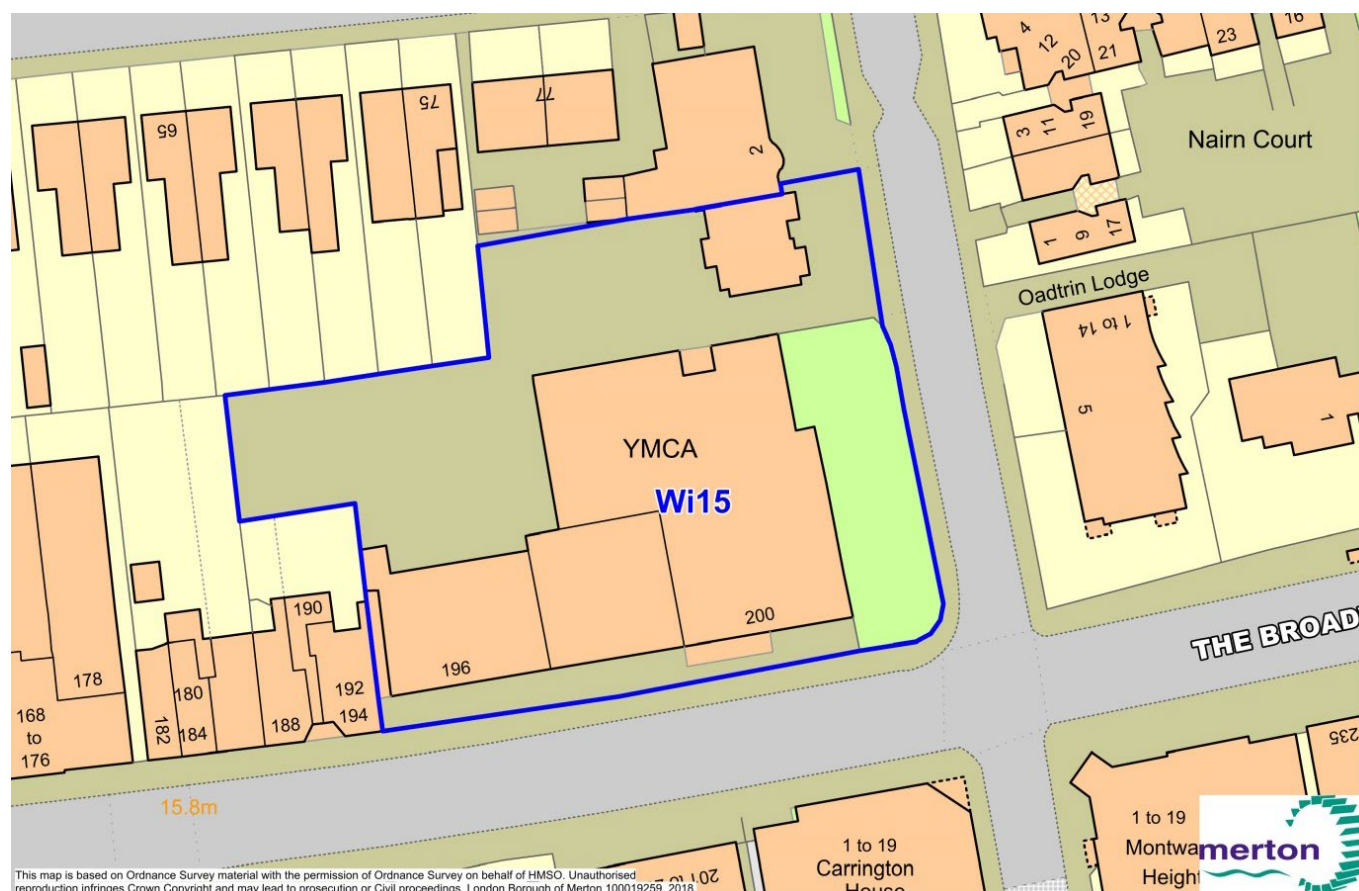 4
12
20
13
21
23
16
75
77
65
2
3
11
19
Nairn Court
1
9
17
Oadtrin Lodge
1 to 14
5
1
YMCA
Wi15
200
196
190
192
194
188
180
184
182
178
168
to
176
15.8m
THE BROAD
235
1 to 19
Carrington
House
1 to 19
Montwa
Height
merton
This map is based on Ordnance Survey material with the permission of Ordnance Survey on behalf of HMSO. Unauthorised
reproduction infringes Crown Copyright and may lead to prosecution or Civil proceedings. London Borough of Merton 100019259. 2018.